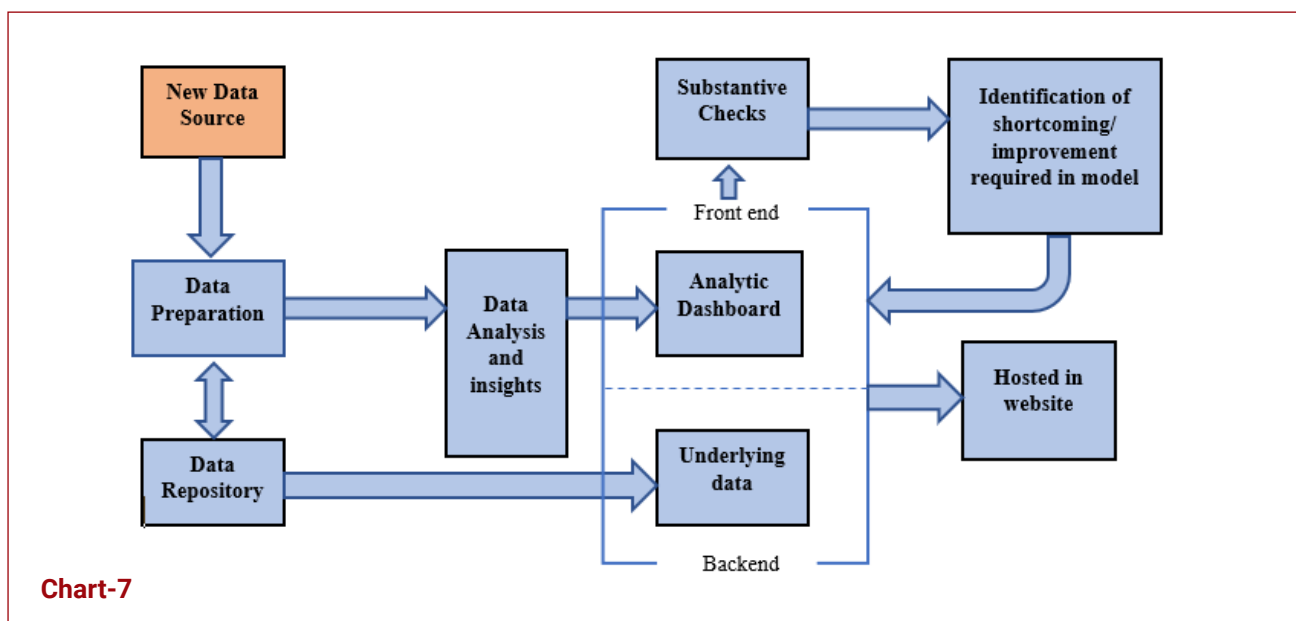 New Data
Source
Substantive
Checks
Identification of
shortcoming/
improvement
required in model
Front end
Data
Preparation
Data
Analysis
and
insights
Analytic
Dashboard
Hosted in
website
Data
Repository
Underlying
data
Backend
Chart-7